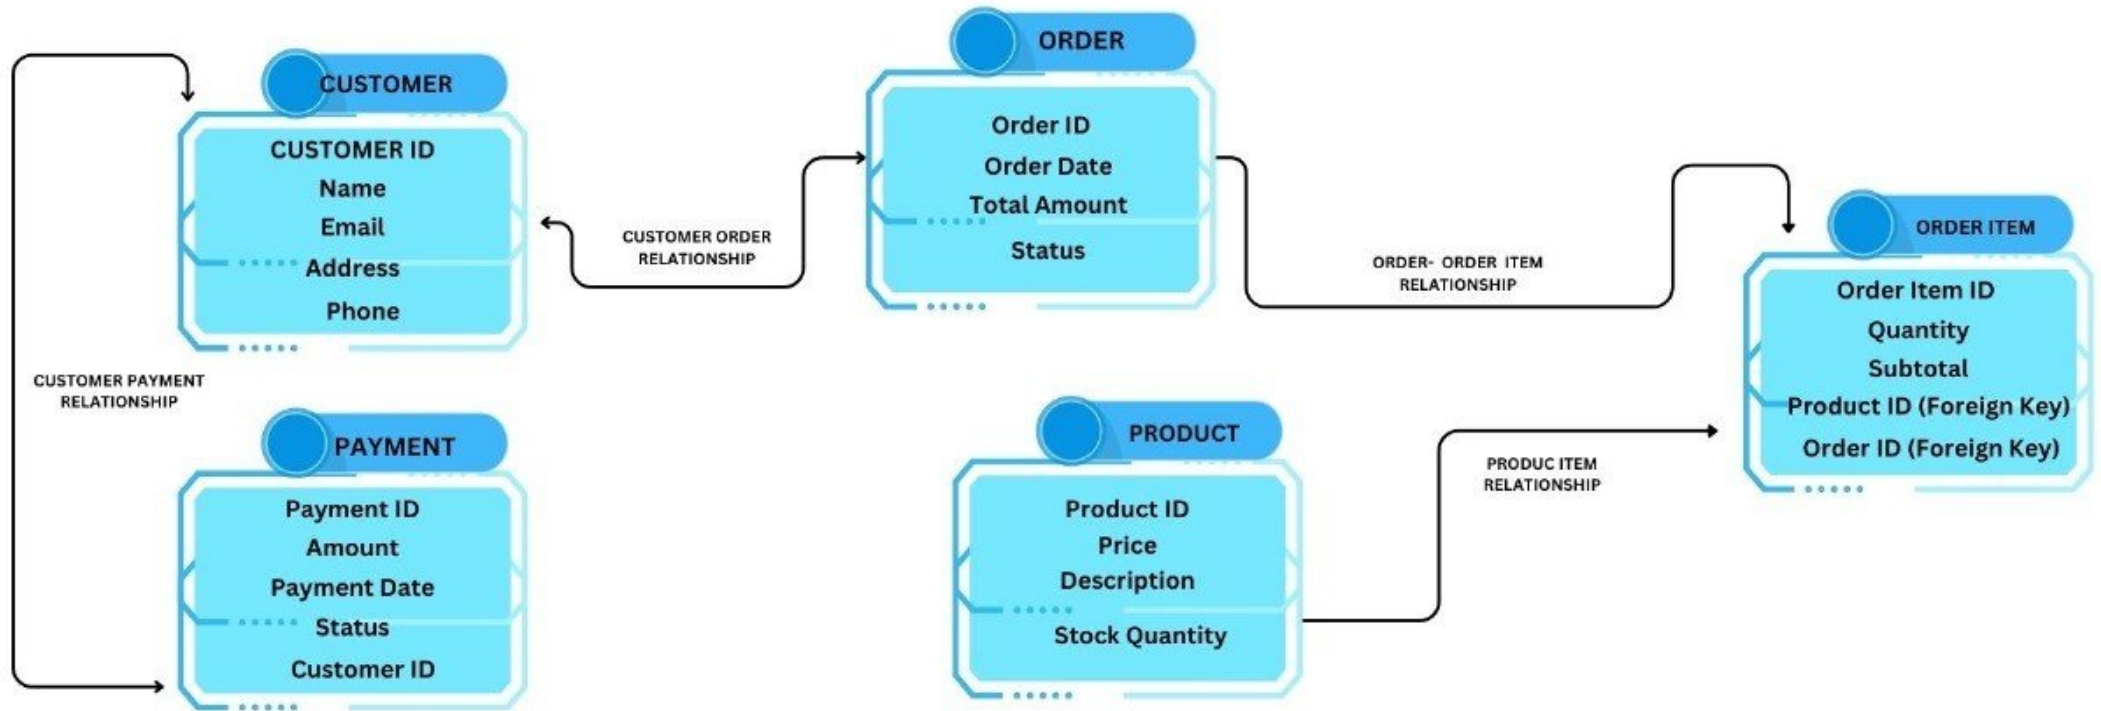 CUSTOMER
CUSTOMER ID
Name
Email
Address
Phone
CUSTOMER ORDER
RELATIONSHIP
ORDER
Order ID
Order Date
Total Amount
Status
ORDER- ORDER ITEM
RELATIONSHIP
ORDER ITEM
Order Item ID
Quantity
Subtotal
Product ID (Foreign Key)
Order ID (Foreign Key)
CUSTOMER PAYMENT
RELATIONSHIP
PAYMENT
Payment ID
Amount
Payment Date
Status
Customer ID
PRODUCT
Product ID
Price
Description
Stock Quantity
PRODUC ITEM
RELATIONSHIP